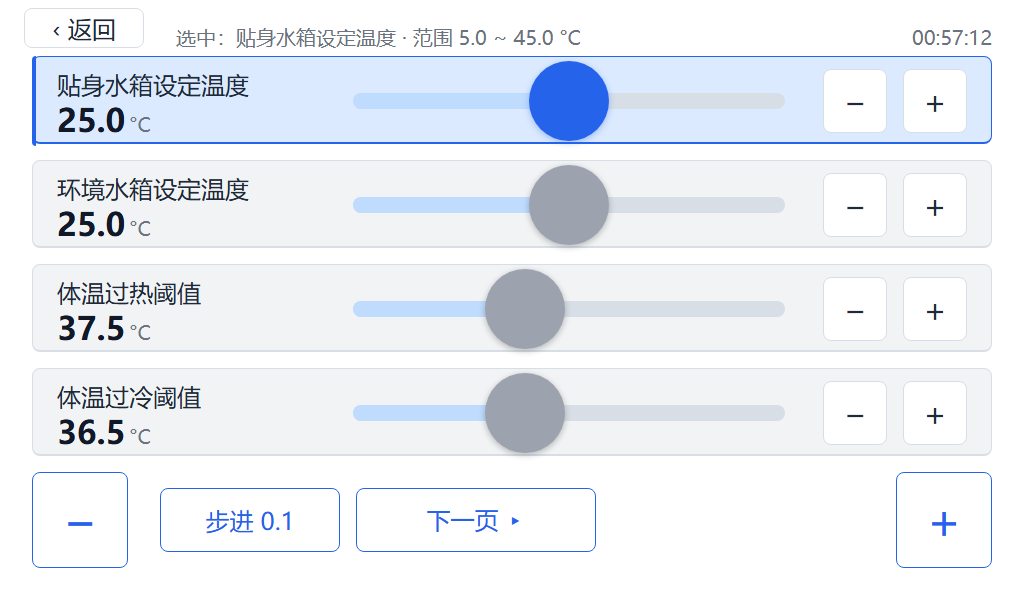 ‹ 返回
选中：贴身水箱设定温度 · 范围 5.0 ~ 45.0 °C
00:57:12
贴身水箱设定温度
25.0 °C
− +
环境水箱设定温度
25.0 °C
− +
体温过热阈值
37.5 °C
− +
体温过冷阈值
36.5 °C
− +
−
步进 0.1
下一页 ▸
+